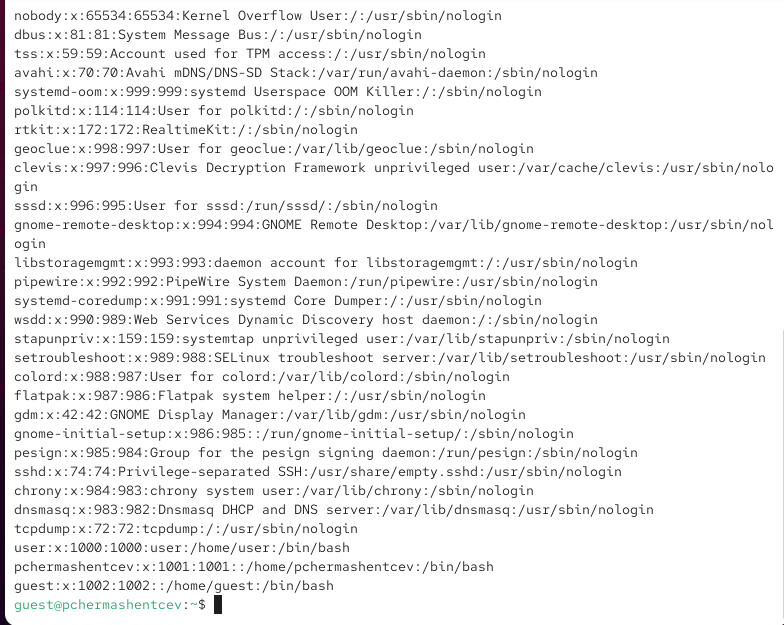 nobody:x:65534:65534:Kernel Overflow User:/:/usr/sbin/nologin
dbus:x:81:81:System Message Bus:/:/usr/sbin/nologin
tss:x:59:59:Account used for TPM access:/:/usr/sbin/nologin
avahi:x:70:70:Avahi mDNS/DNS-SD Stack:/var/run/avahi-daemon:/sbin/nologin
systemd-oom:x:999:999:systemd Userspace OOM Killer:/:/usr/sbin/nologin
polkitd:x:114:114:User for polkitd:/:/sbin/nologin
rtkit:x:172:172:RealtimeKit:/:/sbin/nologin
geoclue:x:998:997:User for geoclue:/var/lib/geoclue:/sbin/nologin
clevis:x:997:996:Clevis Decryption Framework unprivileged user:/var/cache/clevis:/usr/sbin/nolo
gin
sssd:x:996:995:User for sssd:/run/sssd/:/sbin/nologin
gnome-remote-desktop:x:994:994:GNOME Remote Desktop:/var/lib/gnome-remote-desktop:/usr/sbin/nol
ogin
libstoragemgmt:x:993:993:daemon account for libstoragemgmt:/:/usr/sbin/nologin
pipewire:x:992:992:PipeWire System Daemon:/run/pipewire:/usr/sbin/nologin
systemd-coredump:x:991:991:systemd Core Dumper:/:/usr/sbin/nologin
wsdd:x:990:989:Web Services Dynamic Discovery host daemon:/:/sbin/nologin
stapunpriv:x:159:159:systemtap unprivileged user:/var/lib/stapunpriv:/sbin/nologin
setroubleshoot:x:989:988:SELinux troubleshoot server:/var/lib/setroubleshoot:/usr/sbin/nologin
colord:x:988:987:User for colord:/var/lib/colord:/sbin/nologin
flatpak:x:987:986:Flatpak system helper:/:/usr/sbin/nologin
gdm:x:42:42:GNOME Display Manager:/var/lib/gdm:/usr/sbin/nologin
gnome-initial-setup:x:986:985::/run/gnome-initial-setup/:/sbin/nologin
pesign:x:985:984:Group for the pesign signing daemon:/run/pesign:/sbin/nologin
sshd:x:74:74:Privilege-separated SSH:/usr/share/empty.sshd:/usr/sbin/nologin
chrony:x:984:983:chrony system user:/var/lib/chrony:/sbin/nologin
dnsmasq:x:983:982:Dnsmasq DHCP and DNS server:/var/lib/dnsmasq:/usr/sbin/nologin
tcpdump:x:72:72:tcpdump:/:/usr/sbin/nologin
user:x:1000:1000:user:/home/user:/bin/bash
pchermashentcev:x:1001:1001::/home/pchermashentcev:/bin/bash
guest:x:1002:1002::/home/guest:/bin/bash
guest@pchermashentcev:~$